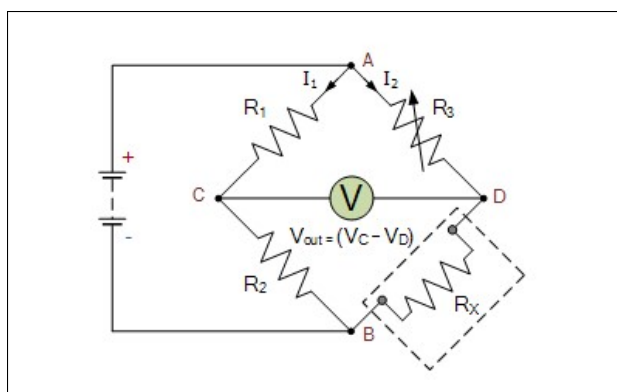 A
I₁ I₂
R₁ R₃
+
C V D
Vout = (VC – VD)
-
R₂ RX
B